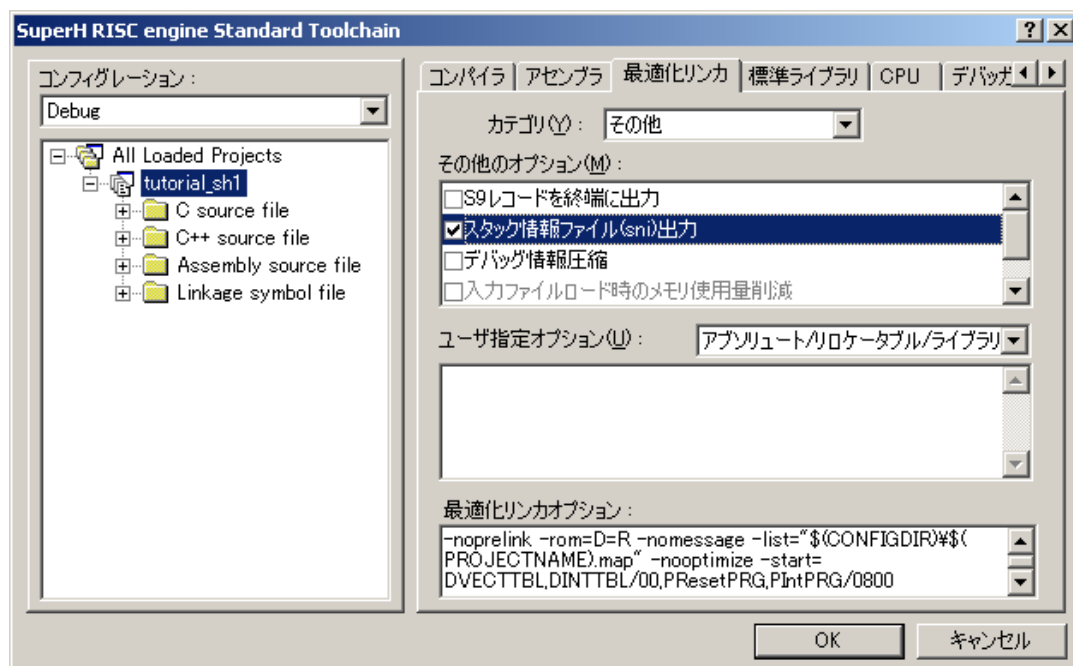 SuperH RISC engine Standard Toolchain
コンフィグレーション :
Debug
All Loaded Projects
tutorial_sh1
C source file
C++ source file
Assembly source file
Linkage symbol file
コンパイラ アセンブラ 最適化リンカ 標準ライブラリ CPU デバッガ
カテゴリ(Y) : その他
その他のオプション(M) :
S9レコードを終端に出力
スタック情報ファイル(sni)出力
デバッグ情報圧縮
入力ファイルロード時のメモリ使用量削減
ユーザ指定オプション(U) : アブソリュート/リロケータブル/ライブラリ
最適化リンカオプション :
-noprelink -rom=D=R -nomessage -list="$(CONFIGDIR)¥$(
PROJECTNAME).map" -nooptimize -start=
DVECTTBL,DINTTBL/00,PResetPRG,PIntPRG/0800
OK キャンセル